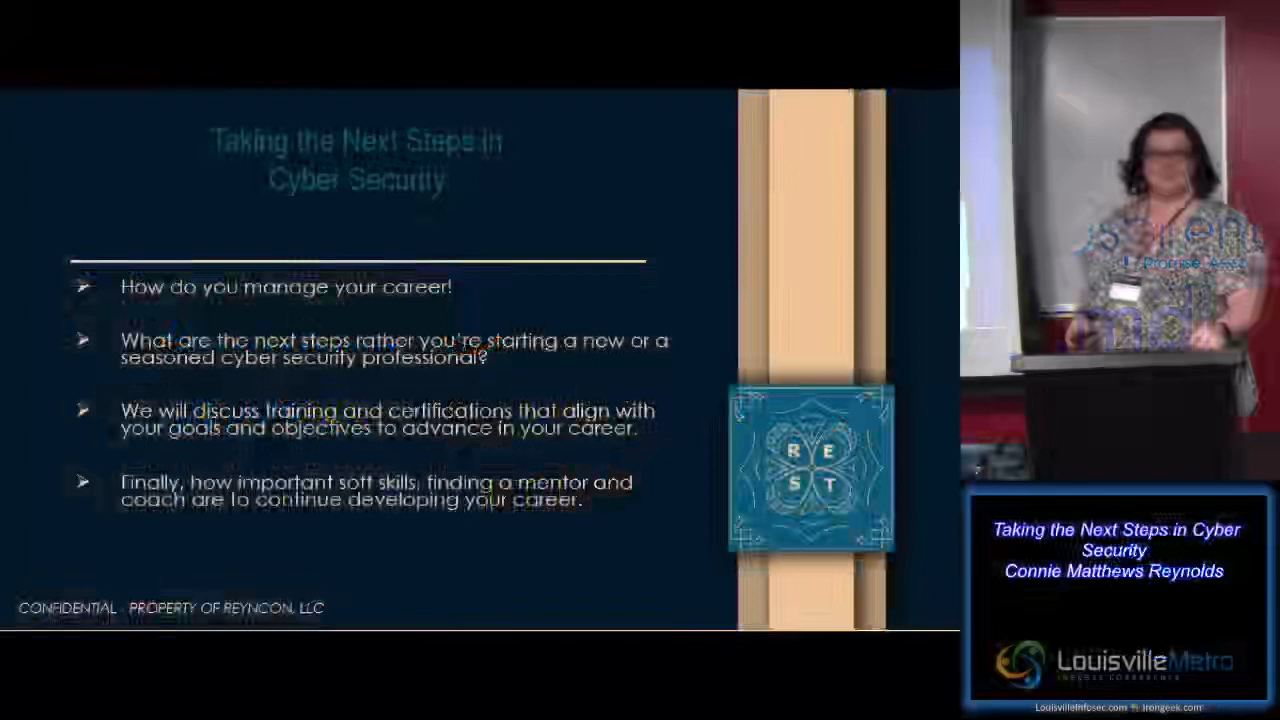 Taking the Next Steps in
Cyber Security
How do you manage your career!
What are the next steps rather you're starting a new or a
seasoned cyber security professional?
We will discuss training and certifications that align with
your goals and objectives to advance in your career.
Finally, how important soft skills, finding a mentor and
coach are to continue developing your career.
R E
S T
CONFIDENTIAL - PROPERTY OF REYNCON, LLC
Taking the Next Steps in Cyber
Security
Connie Matthews Reynolds
LouisvilleMetro
INFOSEC CONFERENCE
LouisvilleInfosec.com irongeek.com